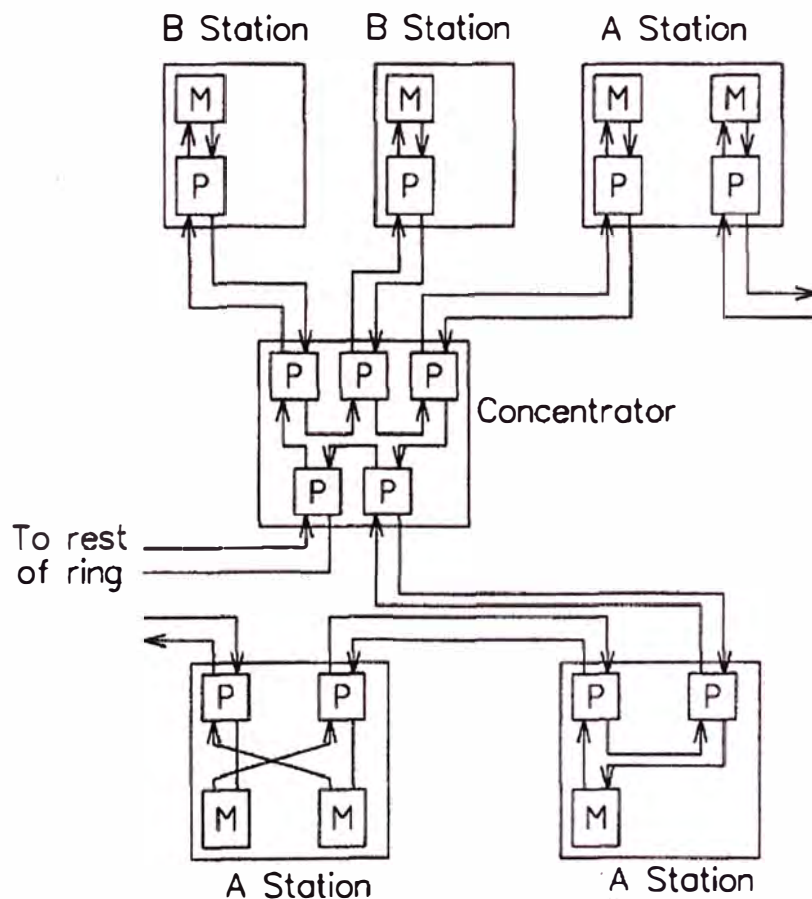 B Station B Station A Station
M M M M
P P P P
P P P
Concentrator
P P
To rest
of ring
P P P P
M M M
A Station
A Station